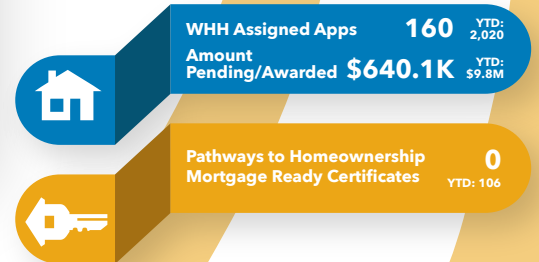 WHH Assigned Apps 160 YTD: 2,020
Amount
Pending/Awarded $640.1K YTD: $9.8M
Pathways to Homeownership
Mortgage Ready Certificates
0
YTD: 106